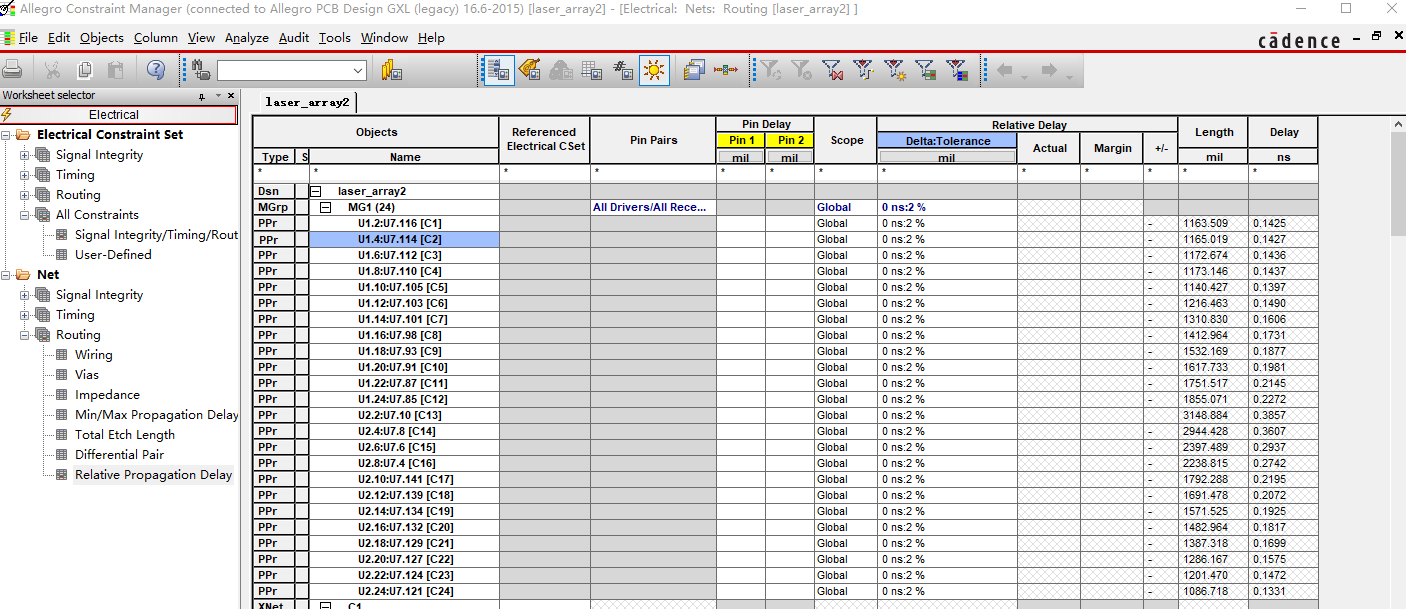 Allegro Constraint Manager (connected to Allegro PCB Design GXL (legacy) 16.6-2015) [laser_array2] - [Electrical: Nets: Routing [laser_array2] ]
File Edit Objects Column View Analyze Audit Tools Window Help
cādence
Worksheet selector
Electrical
Electrical Constraint Set
Signal Integrity
Timing
Routing
All Constraints
Signal Integrity/Timing/Rout
User-Defined
Net
Signal Integrity
Timing
Routing
Wiring
Vias
Impedance
Min/Max Propagation Delay
Total Etch Length
Differential Pair
Relative Propagation Delay
laser_array2
Objects Referenced Electrical CSet Pin Pairs Pin Delay Scope Relative Delay Length Delay
Pin 1 Pin 2 Delta:Tolerance Actual Margin +/-
Type S Name mil mil mil mil ns
* * * * * * * * * * * * *
Dsn laser_array2
MGrp MG1 (24) All Drivers/All Rece... Global 0 ns:2 %
PPr U1.2:U7.116 [C1] Global 0 ns:2 % - 1163.509 0.1425
PPr U1.4:U7.114 [C2] Global 0 ns:2 % - 1165.019 0.1427
PPr U1.6:U7.112 [C3] Global 0 ns:2 % - 1172.674 0.1436
PPr U1.8:U7.110 [C4] Global 0 ns:2 % - 1173.146 0.1437
PPr U1.10:U7.105 [C5] Global 0 ns:2 % - 1140.427 0.1397
PPr U1.12:U7.103 [C6] Global 0 ns:2 % - 1216.463 0.1490
PPr U1.14:U7.101 [C7] Global 0 ns:2 % - 1310.830 0.1606
PPr U1.16:U7.98 [C8] Global 0 ns:2 % - 1412.964 0.1731
PPr U1.18:U7.93 [C9] Global 0 ns:2 % - 1532.169 0.1877
PPr U1.20:U7.91 [C10] Global 0 ns:2 % - 1617.733 0.1981
PPr U1.22:U7.87 [C11] Global 0 ns:2 % - 1751.517 0.2145
PPr U1.24:U7.85 [C12] Global 0 ns:2 % - 1855.071 0.2272
PPr U2.2:U7.10 [C13] Global 0 ns:2 % 3148.884 0.3857
PPr U2.4:U7.8 [C14] Global 0 ns:2 % - 2944.428 0.3607
PPr U2.6:U7.6 [C15] Global 0 ns:2 % - 2397.489 0.2937
PPr U2.8:U7.4 [C16] Global 0 ns:2 % - 2238.815 0.2742
PPr U2.10:U7.141 [C17] Global 0 ns:2 % - 1792.288 0.2195
PPr U2.12:U7.139 [C18] Global 0 ns:2 % - 1691.478 0.2072
PPr U2.14:U7.134 [C19] Global 0 ns:2 % - 1571.525 0.1925
PPr U2.16:U7.132 [C20] Global 0 ns:2 % - 1482.964 0.1817
PPr U2.18:U7.129 [C21] Global 0 ns:2 % - 1387.318 0.1699
PPr U2.20:U7.127 [C22] Global 0 ns:2 % - 1286.167 0.1575
PPr U2.22:U7.124 [C23] Global 0 ns:2 % - 1201.470 0.1472
PPr U2.24:U7.121 [C24] Global 0 ns:2 % - 1086.718 0.1331
XNet C1